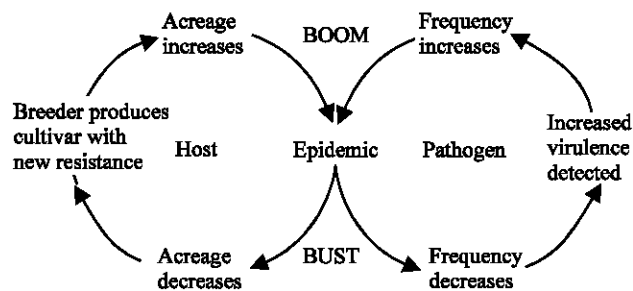 Acreage
increases
BOOM
Frequency
increases
Breeder produces
cultivar with
new resistance
Host
Epidemic
Pathogen
Increased
virulence
detected
Acreage
decreases
BUST
Frequency
decreases